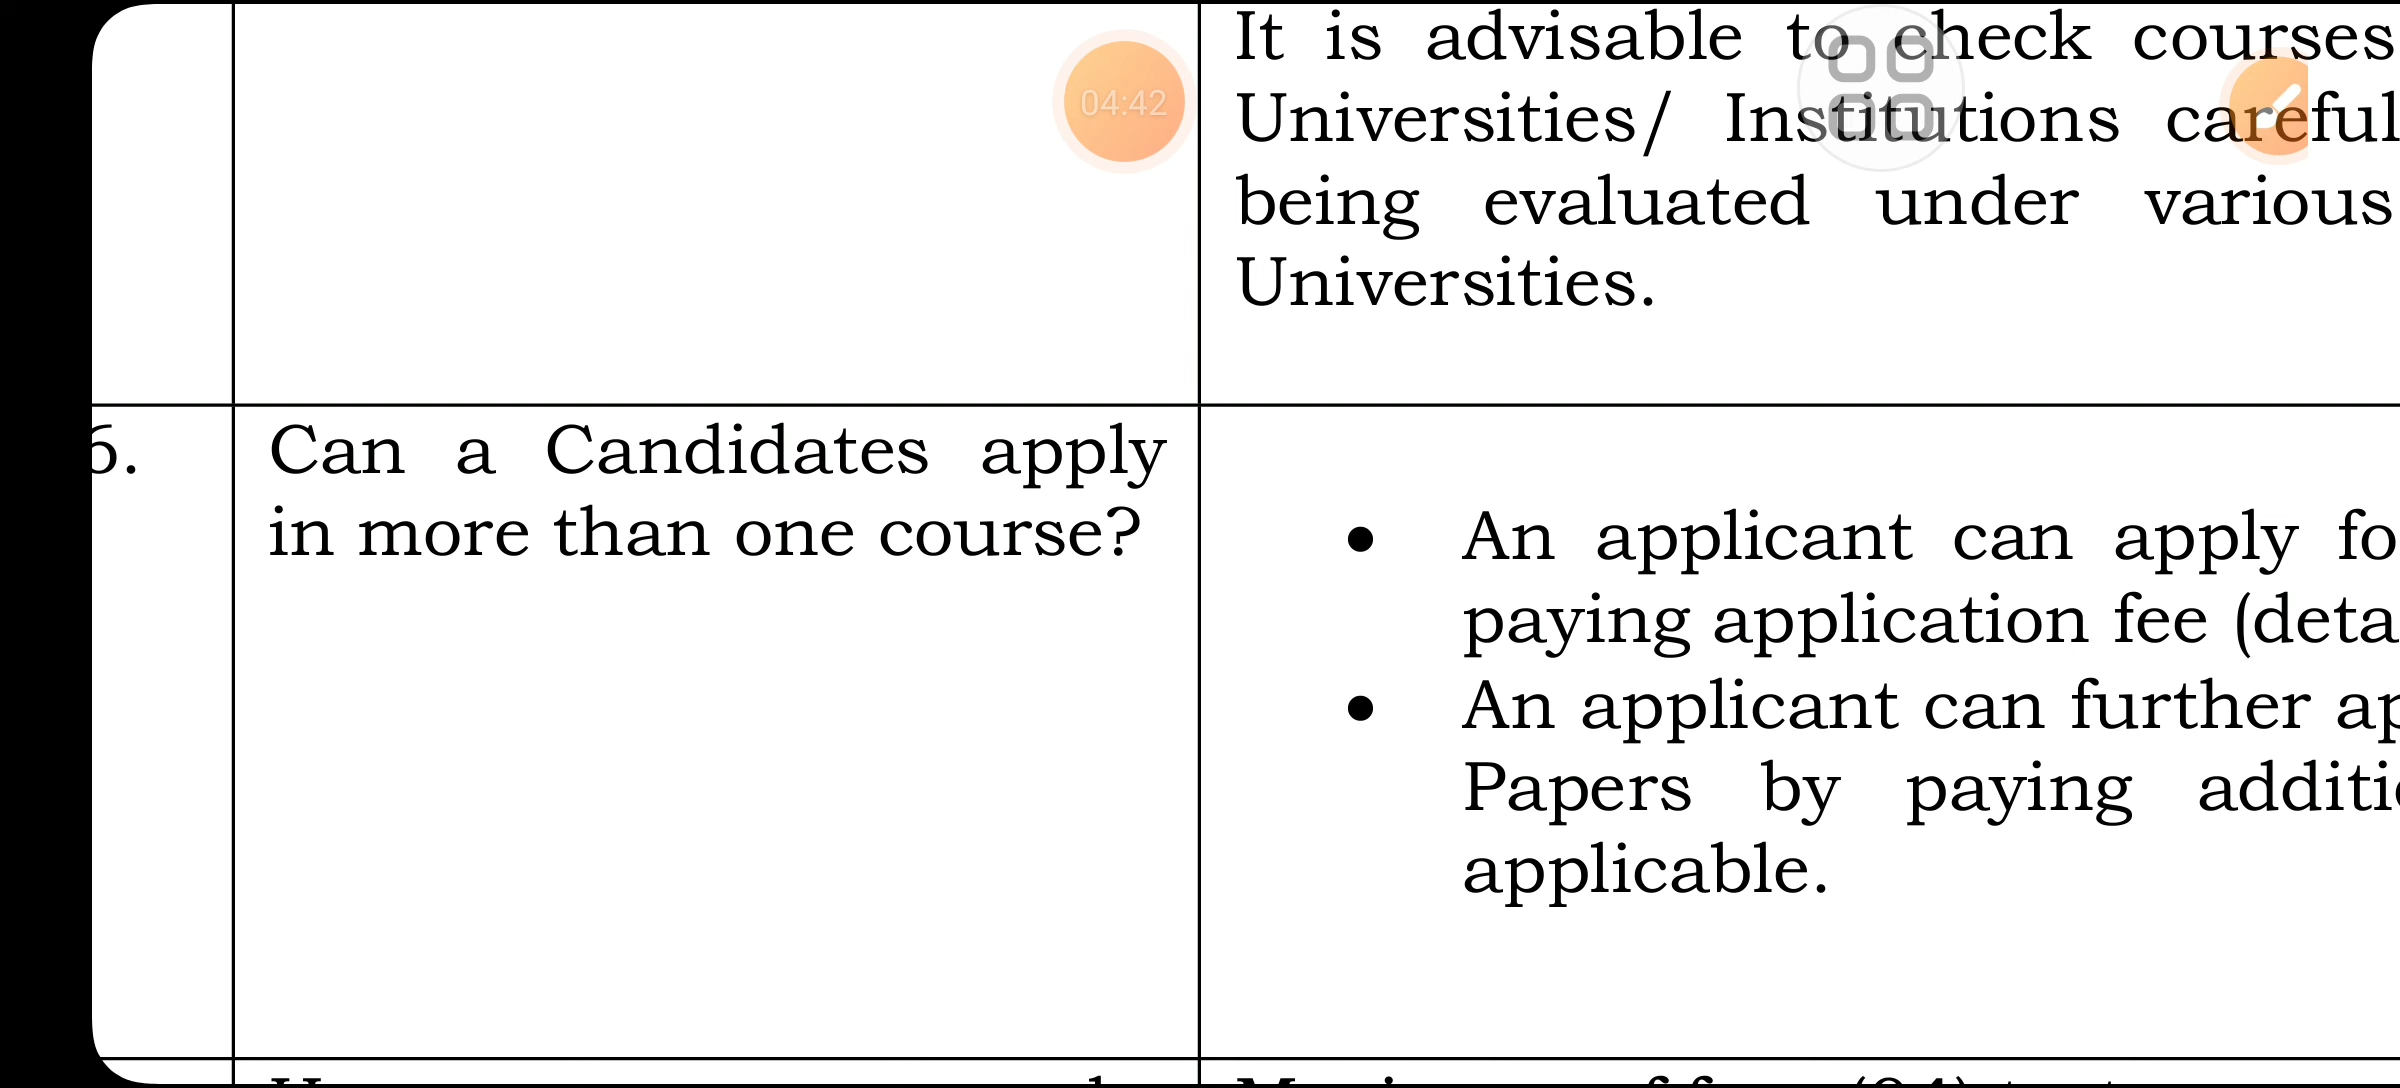 04:42
It is advisable to check courses
Universities/ Institutions careful
being evaluated under various
Universities.
6.
Can a Candidates apply
in more than one course?
• An applicant can apply fo
paying application fee (deta
• An applicant can further ap
Papers by paying additio
applicable.